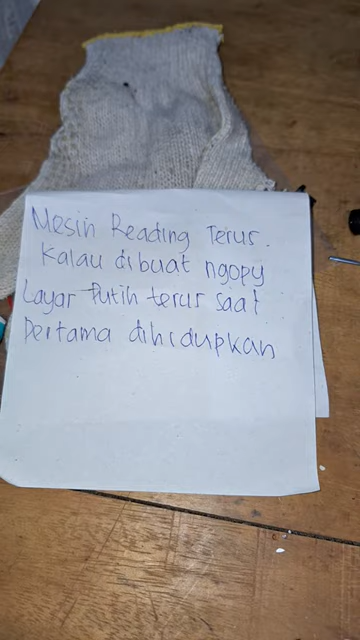 Mesin Reading Terus.
Kalau dibuat ngopy
Layar Putih terus saat
Pertama dihidupkan